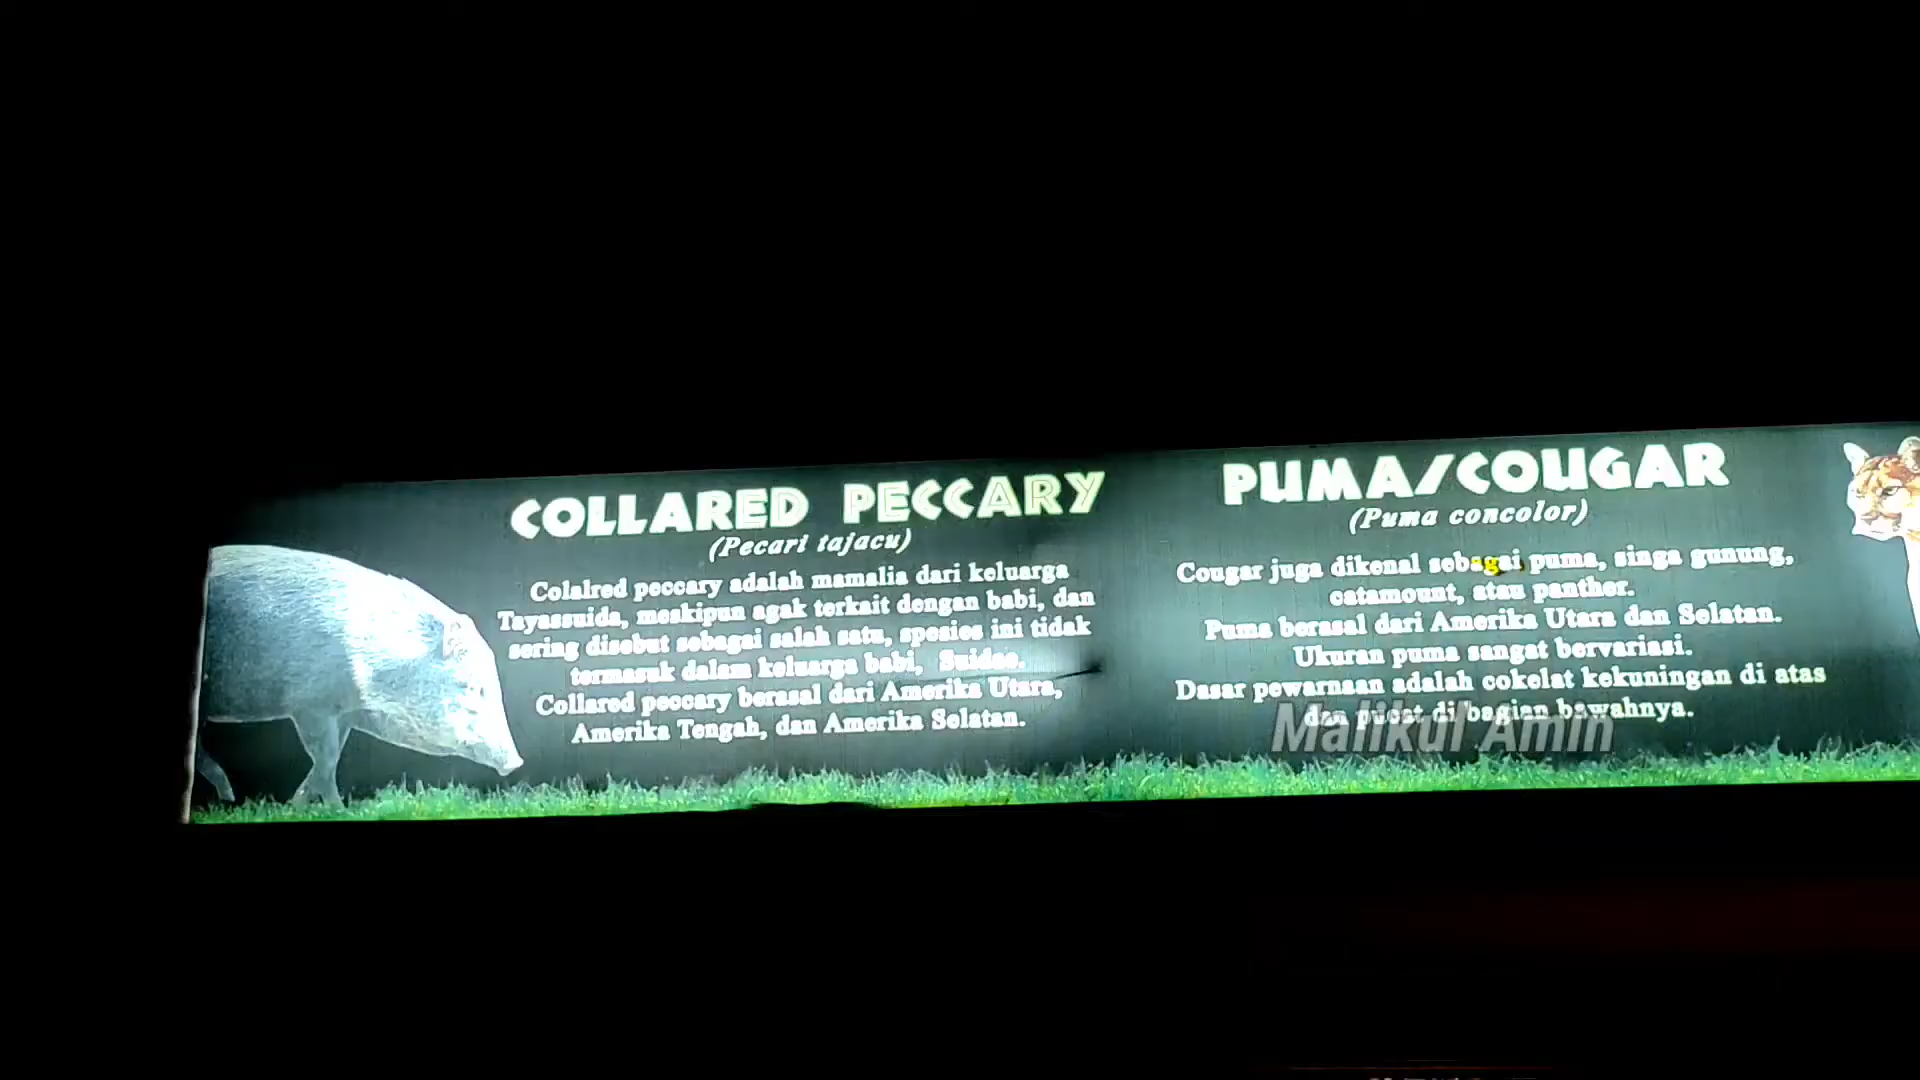 COLLARED PECCARY
(Pecari tajacu)
Colalred peccary adalah mamalia dari keluarga
Tayassuida, meskipun agak terkait dengan babi, dan
sering disebut sebagai salah satu, spesies ini tidak
termasuk dalam keluarga babi, Suidae.
Collared peccary berasal dari Amerika Utara,
Amerika Tengah, dan Amerika Selatan.
PUMA/COUGAR
(Puma concolor)
Cougar juga dikenal sebagai puma, singa gunung,
catamount, atau panther.
Puma berasal dari Amerika Utara dan Selatan.
Ukuran puma sangat bervariasi.
Dasar pewarnaan adalah cokelat kekuningan di atas
dan pucat di bagian bawahnya.
Malikul Amin